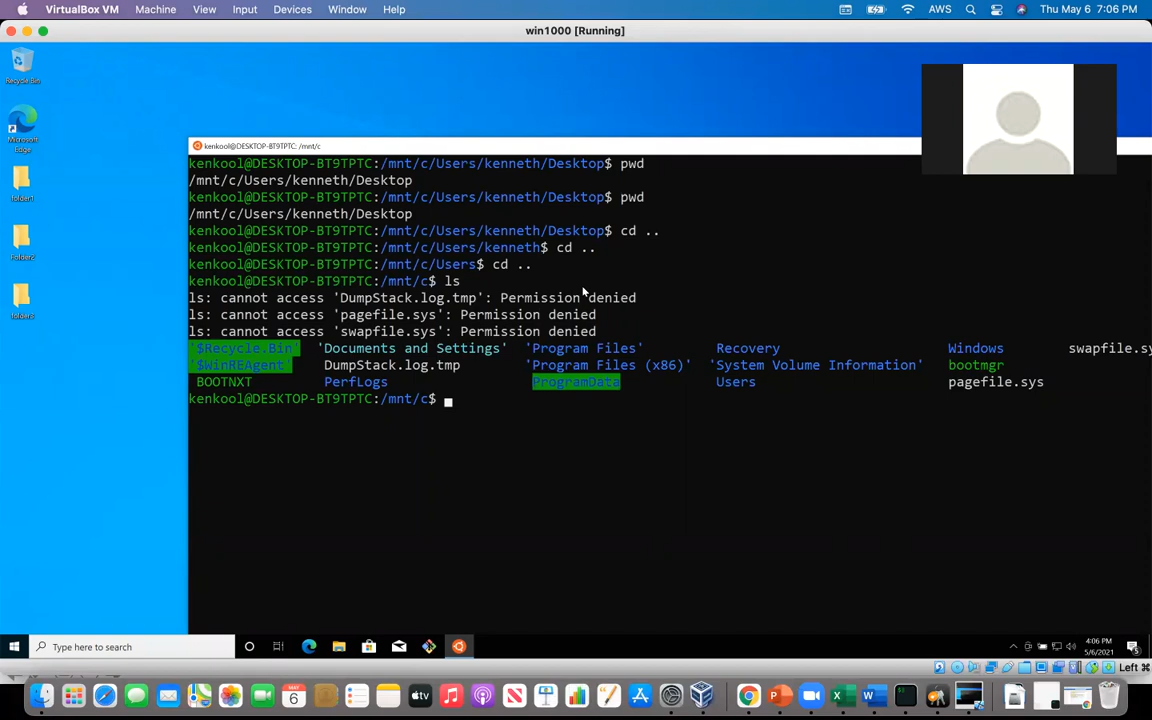 VirtualBox VM Machine View Input Devices Window Help AWS Thu May 6 7:06 PM
win1000 [Running]
Recycle Bin
Microsoft
Edge
folder1
Folder2
folder3
kenkool@DESKTOP-BT9TPTC: /mnt/c
kenkool@DESKTOP-BT9TPTC:/mnt/c/Users/kenneth/Desktop$ pwd
/mnt/c/Users/kenneth/Desktop
kenkool@DESKTOP-BT9TPTC:/mnt/c/Users/kenneth/Desktop$ pwd
/mnt/c/Users/kenneth/Desktop
kenkool@DESKTOP-BT9TPTC:/mnt/c/Users/kenneth/Desktop$ cd ..
kenkool@DESKTOP-BT9TPTC:/mnt/c/Users/kenneth$ cd ..
kenkool@DESKTOP-BT9TPTC:/mnt/c/Users$ cd ..
kenkool@DESKTOP-BT9TPTC:/mnt/c$ ls
ls: cannot access 'DumpStack.log.tmp': Permission denied
ls: cannot access 'pagefile.sys': Permission denied
ls: cannot access 'swapfile.sys': Permission denied
'$Recycle.Bin' 'Documents and Settings' 'Program Files' Recovery Windows swapfile.sy
'$WinREAgent' DumpStack.log.tmp 'Program Files (x86)' 'System Volume Information' bootmgr
BOOTNXT PerfLogs ProgramData Users pagefile.sys
kenkool@DESKTOP-BT9TPTC:/mnt/c$
Type here to search
4:06 PM
5/6/2021
Left ⌘